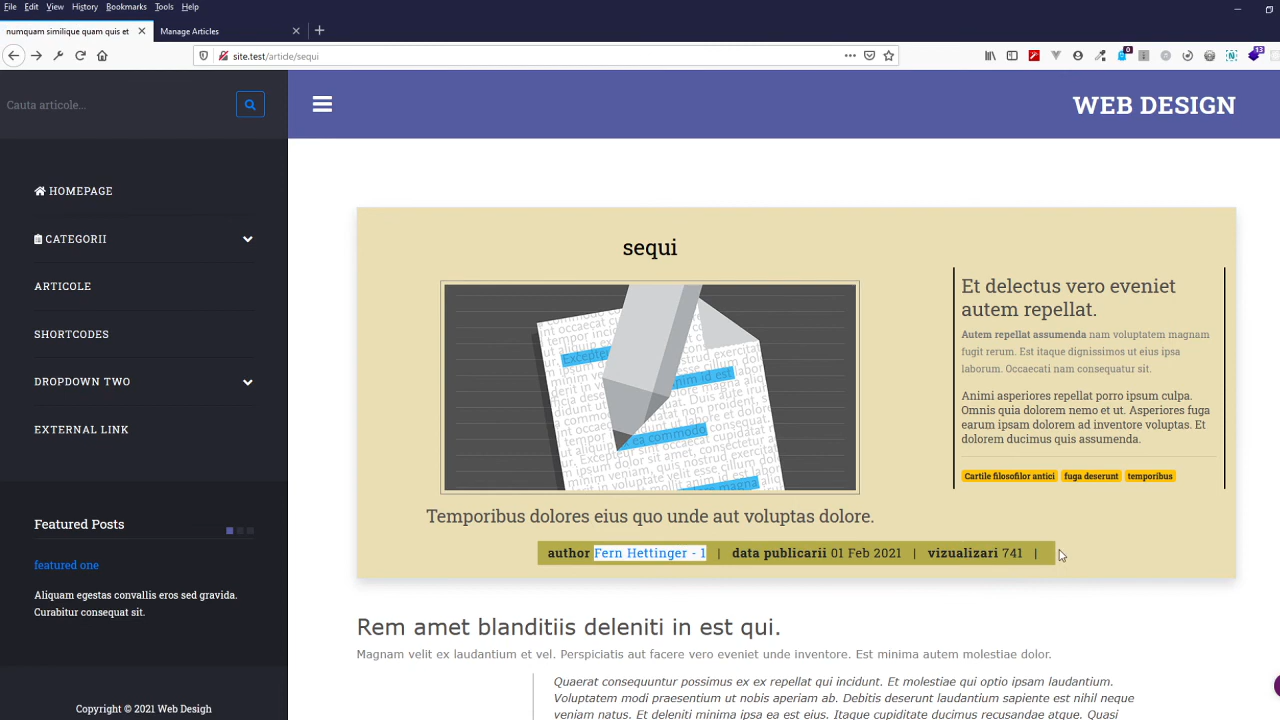 File Edit View History Bookmarks Tools Help
numquam similique quam quis et
Manage Articles
site.test/article/sequi
0
13
Cauta articole...
WEB DESIGN
HOMEPAGE
CATEGORII
ARTICOLE
SHORTCODES
DROPDOWN TWO
EXTERNAL LINK
Featured Posts
featured one
Aliquam egestas convallis eros sed gravida.
Curabitur consequat sit.
Copyright © 2021 Web Desigh
sequi
Temporibus dolores eius quo unde aut voluptas dolore.
author Fern Hettinger - 1 | data publicarii 01 Feb 2021 | vizualizari 741 |
Et delectus vero eveniet
autem repellat.
Autem repellat assumenda nam voluptatem magnam
fugit rerum. Est itaque dignissimos ut eius ipsa
laborum. Occaecati nam consequatur sit.
Animi asperiores repellat porro ipsum culpa.
Omnis quia dolorem nemo et ut. Asperiores fuga
earum ipsam dolorem ad inventore voluptas. Et
dolorem ducimus quis assumenda.
Cartile filosofilor antici fuga deserunt temporibus
Rem amet blanditiis deleniti in est qui.
Magnam velit ex laudantium et vel. Perspiciatis aut facere vero eveniet unde inventore. Est minima autem molestiae dolor.
Quaerat consequuntur possimus ex ex repellat qui incidunt. Et molestiae qui optio ipsam laudantium.
Voluptatem modi praesentium ut nobis aperiam ab. Debitis deserunt laudantium sapiente est nihil neque
veniam natus. Et deleniti minima ipsa ea est eius. Itaque cupiditate ducimus recusandae atque. Quasi